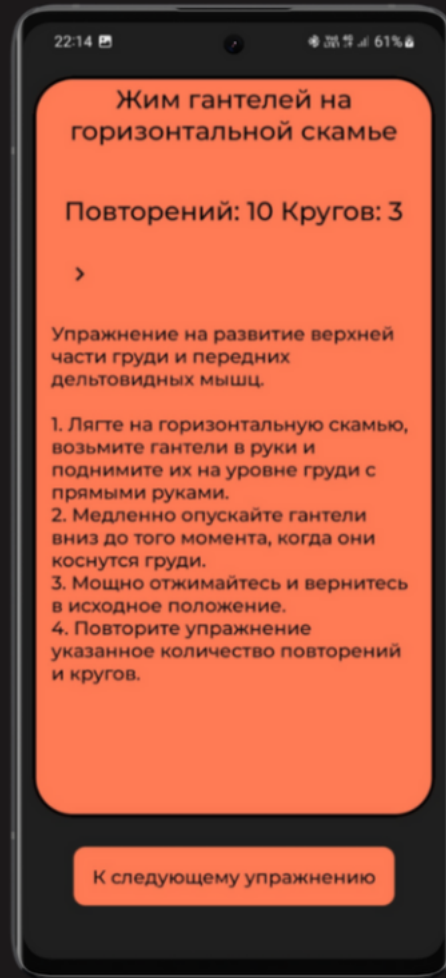 22:14
61%
Жим гантелей на
горизонтальной скамье
Повторений: 10 Кругов: 3
Упражнение на развитие верхней
части груди и передних
дельтовидных мышц.
1. Лягте на горизонтальную скамью,
возьмите гантели в руки и
поднимите их на уровне груди с
прямыми руками.
2. Медленно опускайте гантели
вниз до того момента, когда они
коснутся груди.
3. Мощно отжимайтесь и вернитесь
в исходное положение.
4. Повторите упражнение
указанное количество повторений
и кругов.
К следующему упражнению